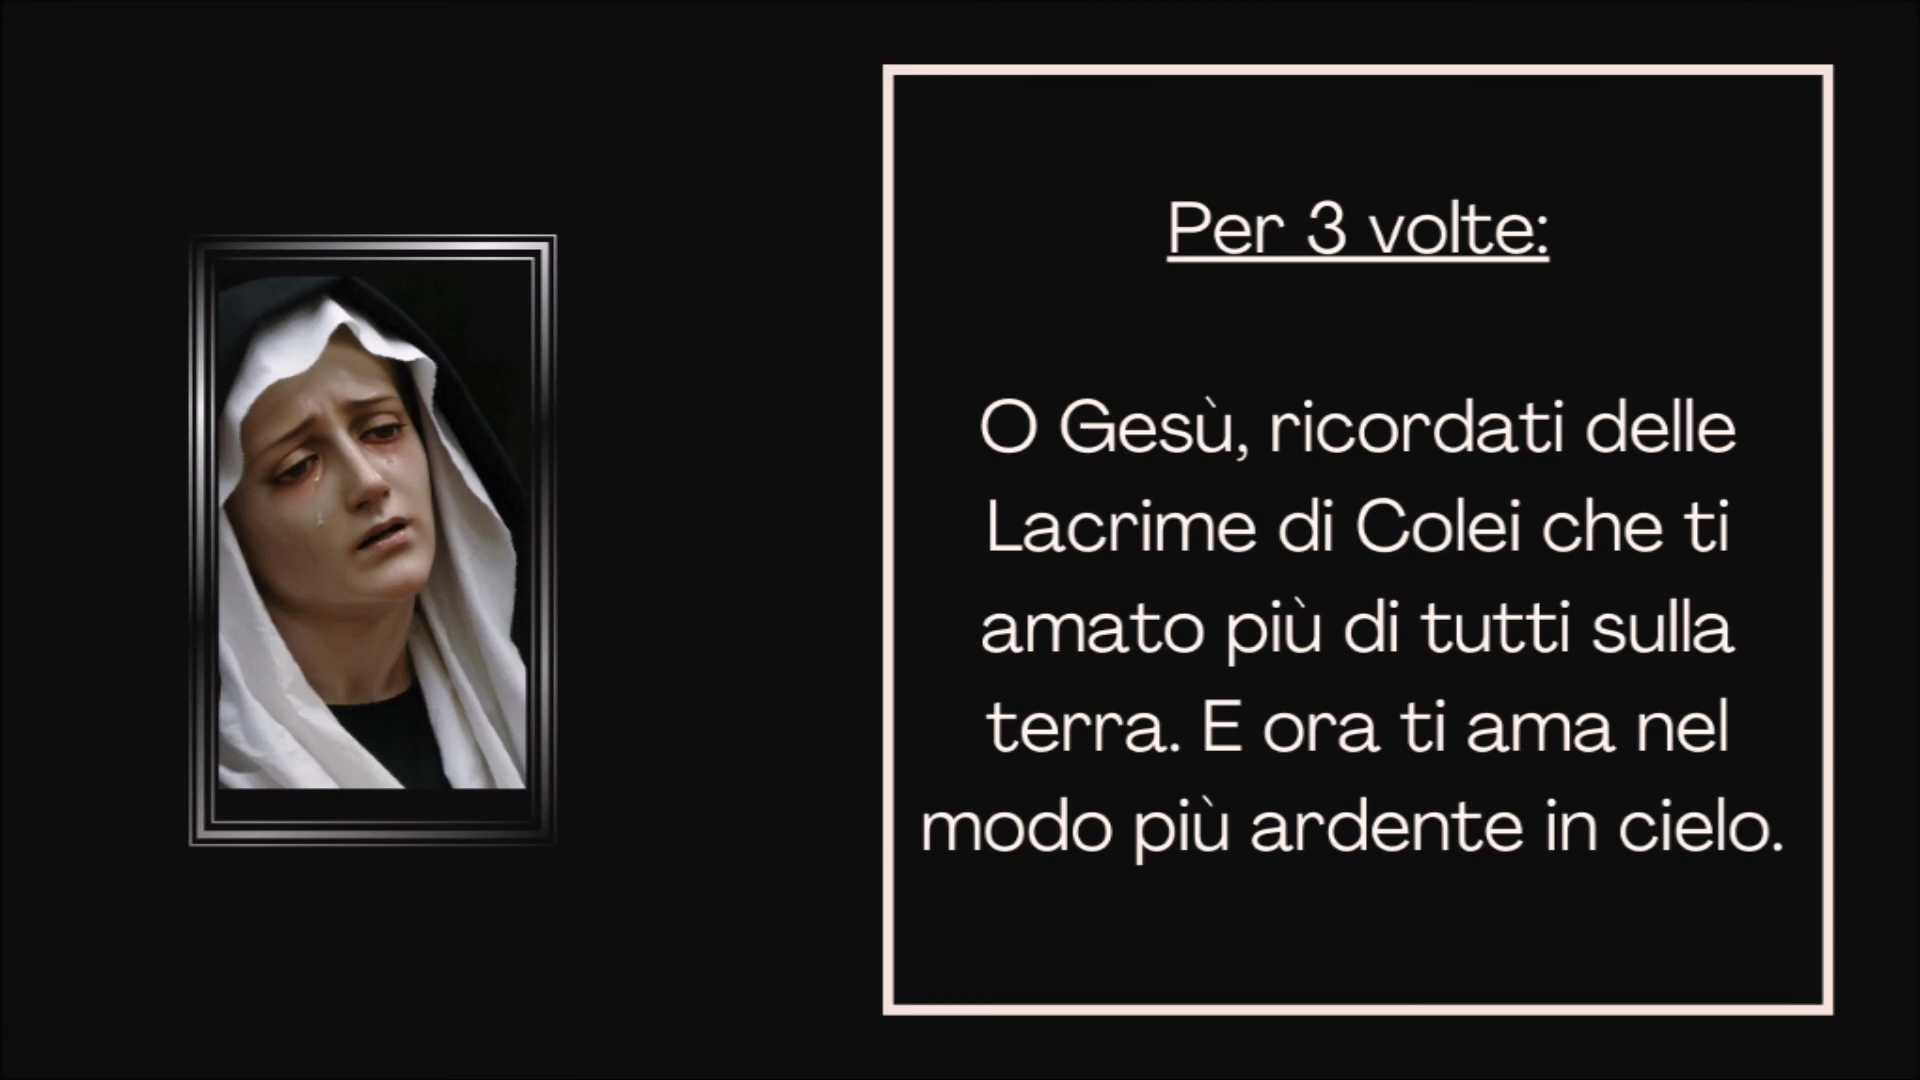 Per 3 volte:
O Gesù, ricordati delle
Lacrime di Colei che ti
amato più di tutti sulla
terra. E ora ti ama nel
modo più ardente in cielo.